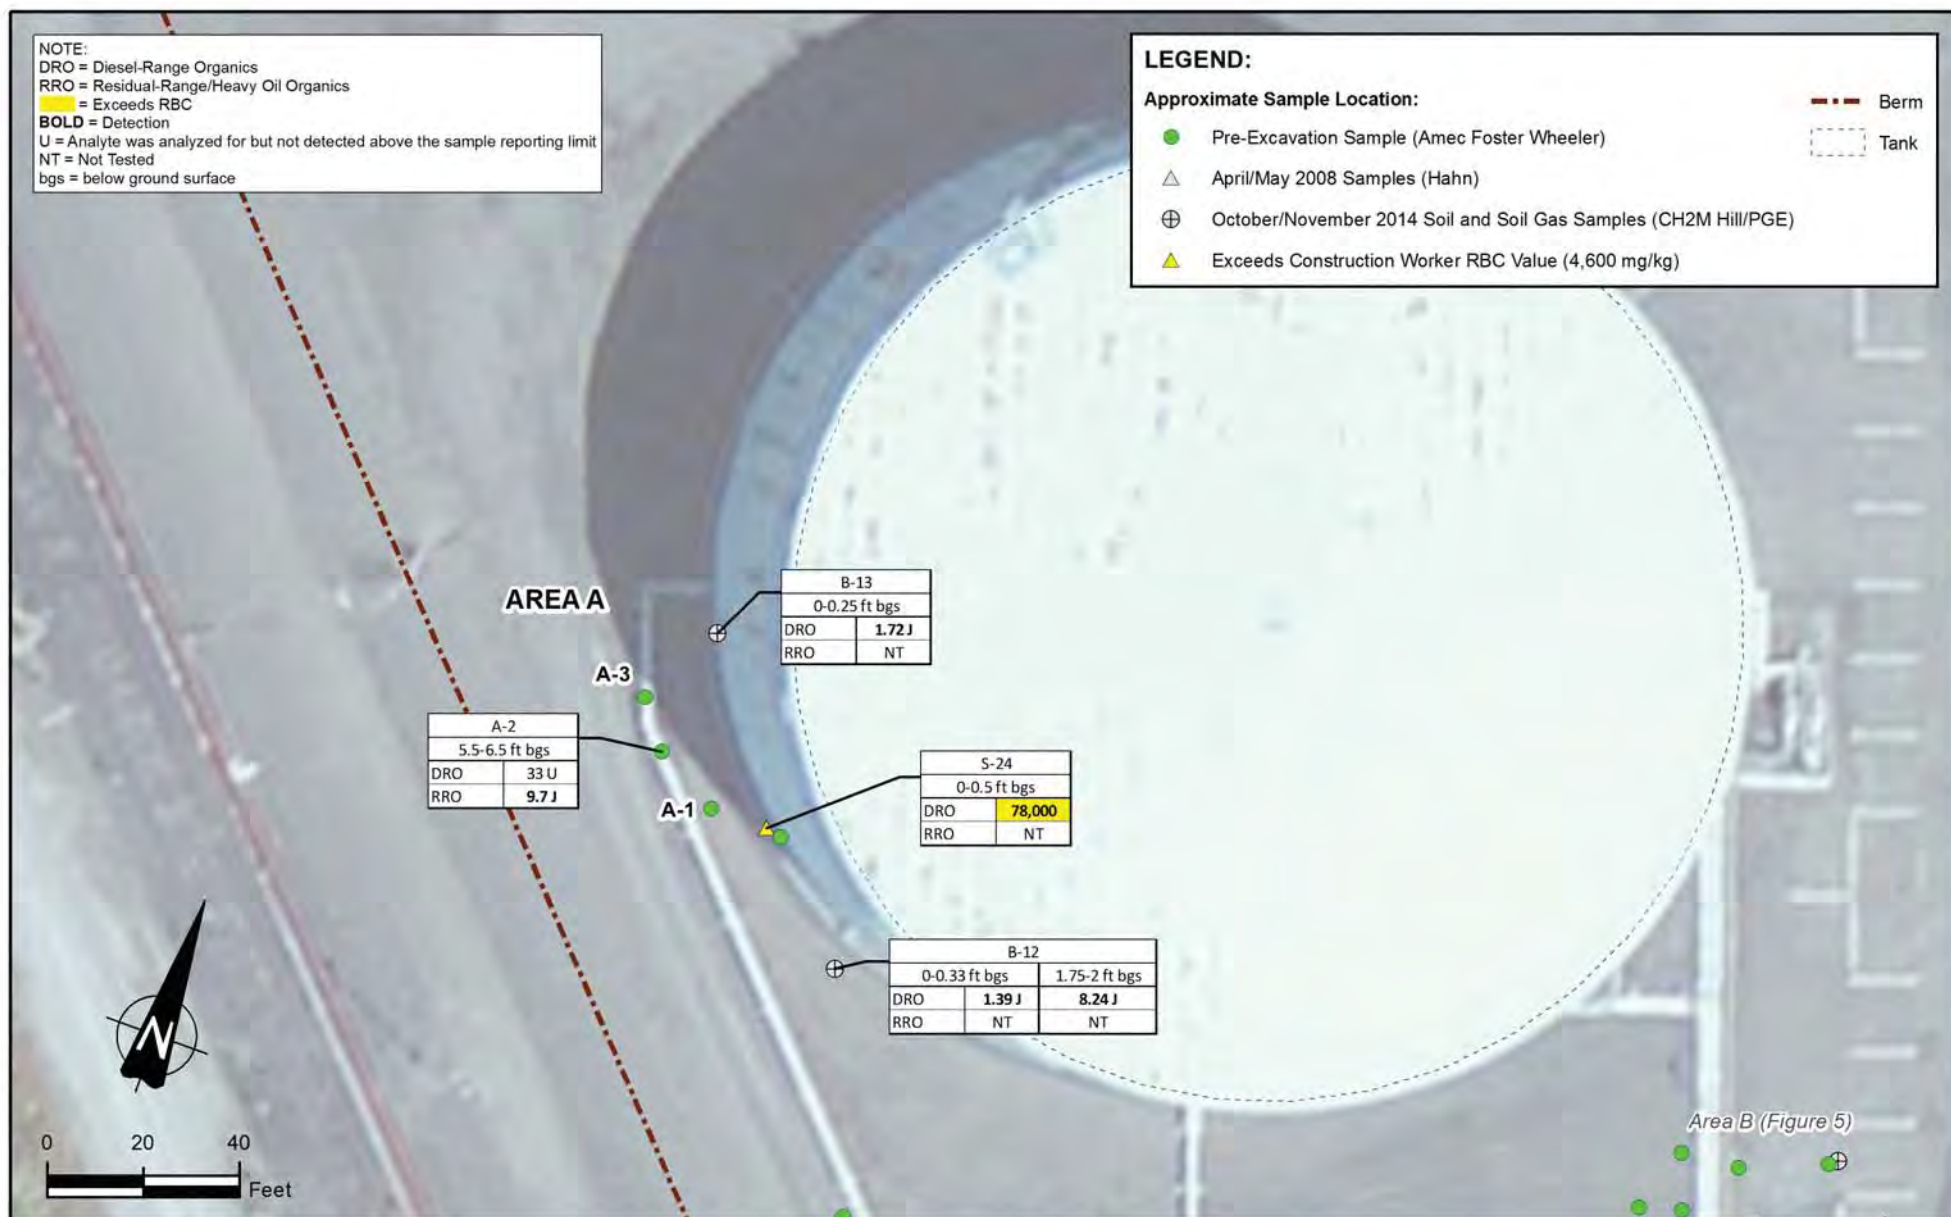 NOTE:
DRO = Diesel-Range Organics
RRO = Residual-Range/Heavy Oil Organics
= Exceeds RBC
BOLD = Detection
U = Analyte was analyzed for but not detected above the sample reporting limit
NT = Not Tested
bgs = below ground surface
LEGEND:
Approximate Sample Location:
Pre-Excavation Sample (Amec Foster Wheeler)
April/May 2008 Samples (Hahn)
October/November 2014 Soil and Soil Gas Samples (CH2M Hill/PGE)
Exceeds Construction Worker RBC Value (4,600 mg/kg)
Berm
Tank
AREA A
B-13
0-0.25 ft bgs
DRO 1.72 J
RRO NT
A-3
A-2
5.5-6.5 ft bgs
DRO 33 U
RRO 9.7 J
A-1
S-24
0-0.5 ft bgs
DRO 78,000
RRO NT
B-12
0-0.33 ft bgs 1.75-2 ft bgs
DRO 1.39 J 8.24 J
RRO NT NT
N
Area B (Figure 5)
0 20 40
Feet